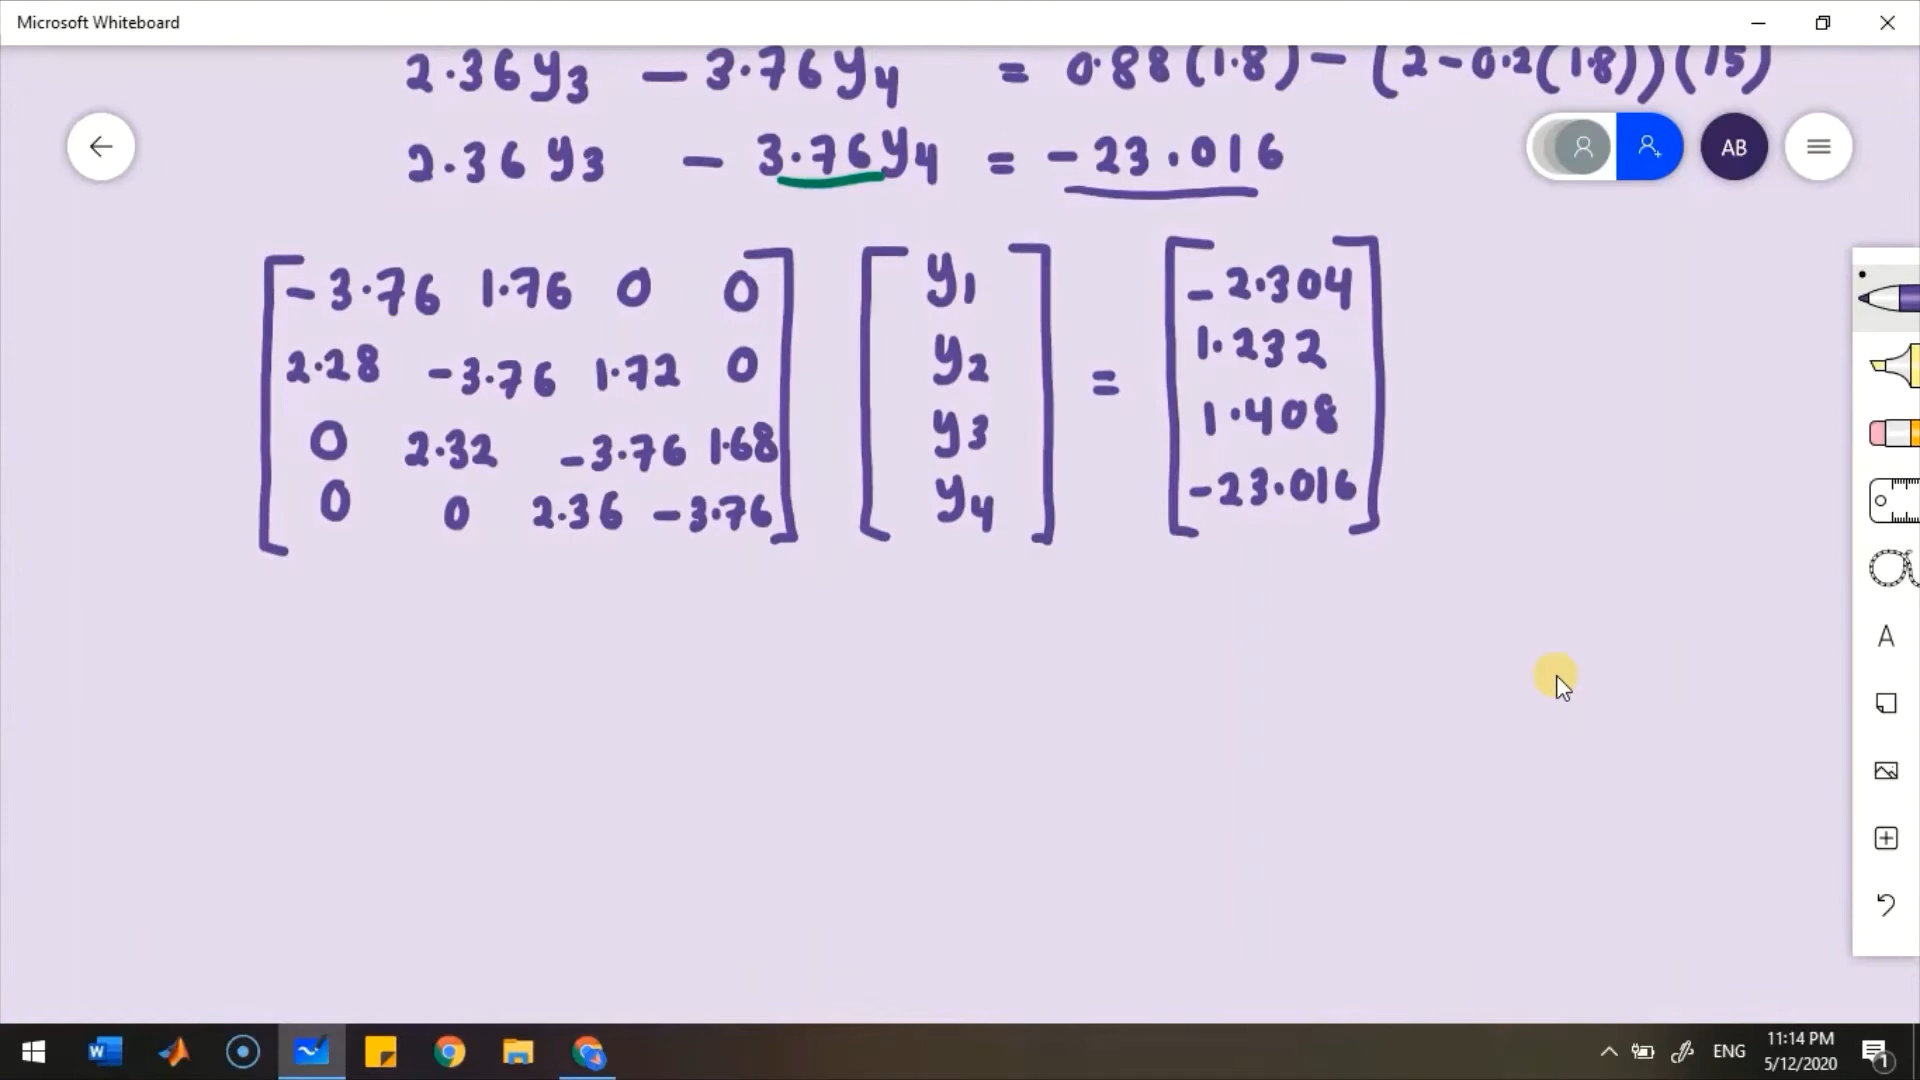 Microsoft Whiteboard
2.36y3 - 3.76y4 = 0.88(1.8) - (2-0.2(1.8))(15)
2.36 y3 - 3.76y4 = -23.016
-3.76 1.76 0 0 y1 -2.304
2.28 -3.76 1.72 0 y2 = 1.232
0 2.32 -3.76 1.68 y3 1.408
0 0 2.36 -3.76 y4 -23.016
AB
A
ENG
11:14 PM
5/12/2020
1